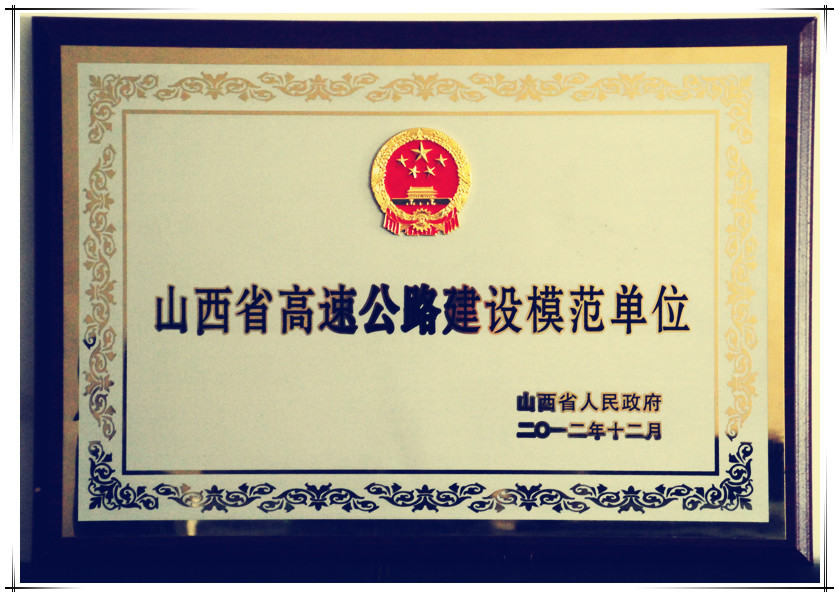 山西省高速公路建设模范单位
山西省人民政府
二〇一二年十二月